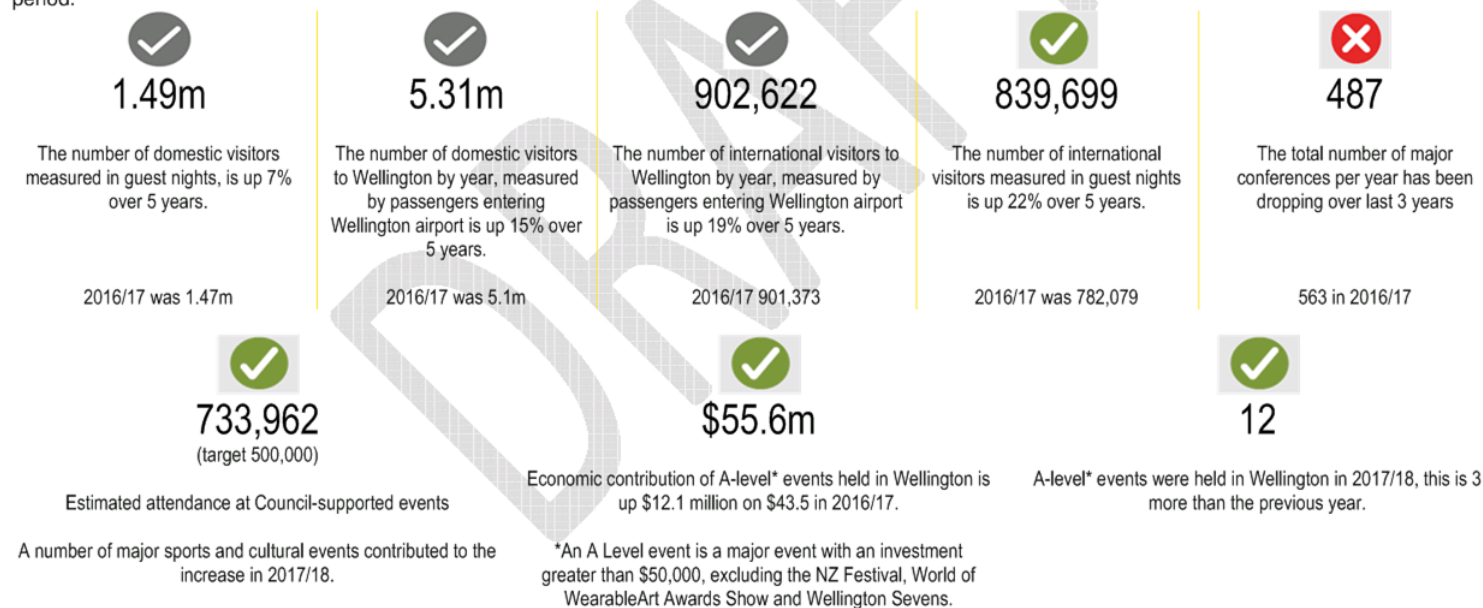 period.
1.49m
The number of domestic visitors
measured in guest nights, is up 7%
over 5 years.
2016/17 was 1.47m
5.31m
The number of domestic visitors
to Wellington by year, measured
by passengers entering
Wellington airport is up 15% over
5 years.
2016/17 was 5.1m
902,622
The number of international visitors to
Wellington by year, measured by
passengers entering Wellington airport
is up 19% over 5 years.
2016/17 901,373
839,699
The number of international
visitors measured in guest nights
is up 22% over 5 years.
2016/17 was 782,079
487
The total number of major
conferences per year has been
dropping over last 3 years
563 in 2016/17
733,962
(target 500,000)
Estimated attendance at Council-supported events
A number of major sports and cultural events contributed to the
increase in 2017/18.
$55.6m
Economic contribution of A-level* events held in Wellington is
up $12.1 million on $43.5 in 2016/17.
*An A Level event is a major event with an investment
greater than $50,000, excluding the NZ Festival, World of
WearableArt Awards Show and Wellington Sevens.
12
A-level* events were held in Wellington in 2017/18, this is 3
more than the previous year.
DRAF